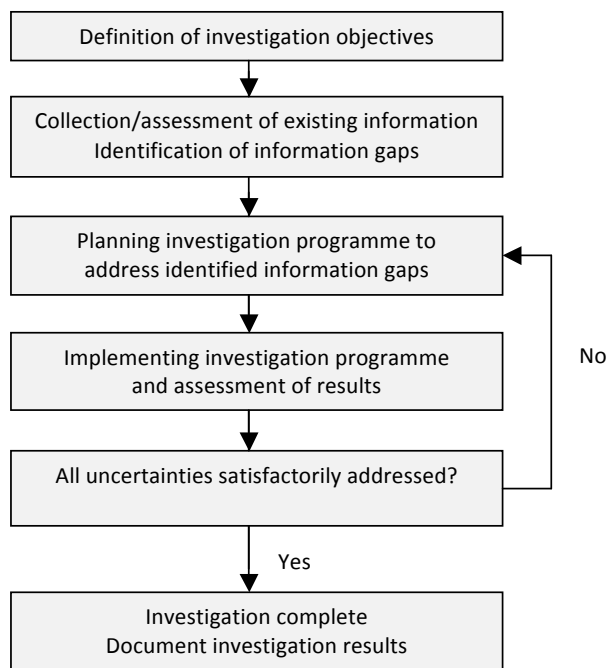 Definition of investigation objectives
Collection/assessment of existing information
Identification of information gaps
Planning investigation programme to
address identified information gaps
Implementing investigation programme
and assessment of results
No
All uncertainties satisfactorily addressed?
Yes
Investigation complete
Document investigation results